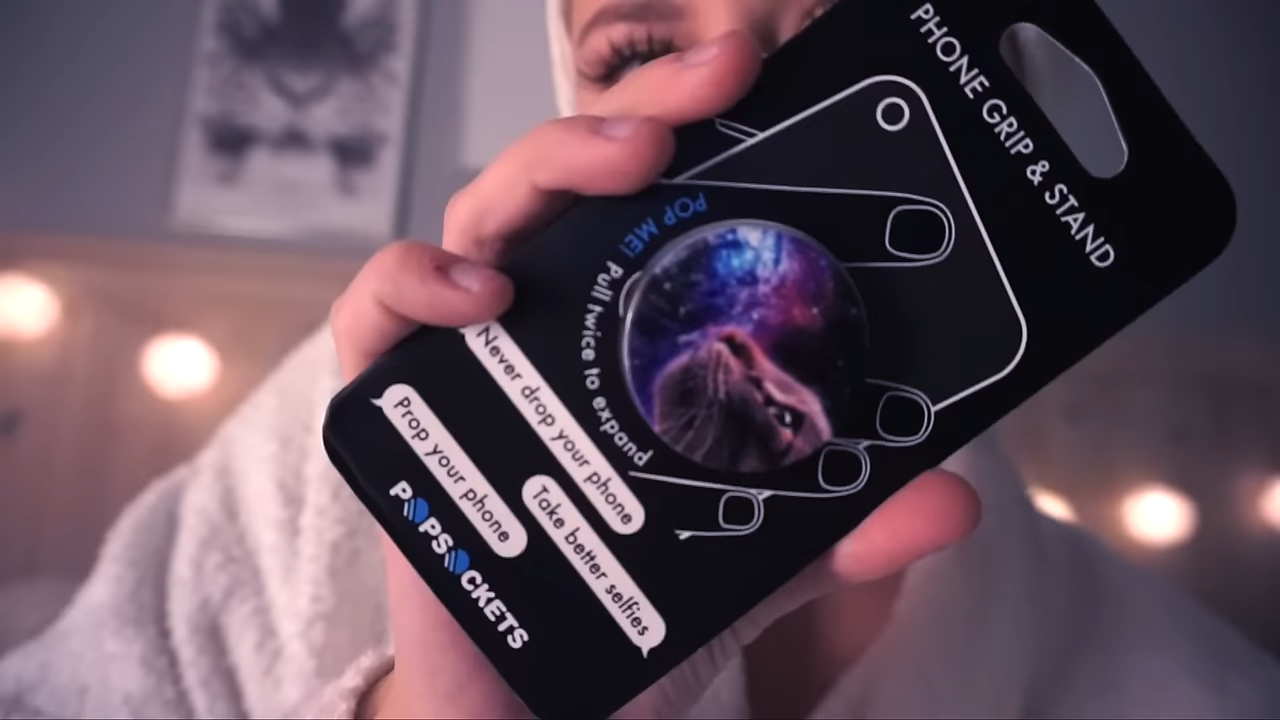 PHONE GRIP & STAND
POP ME!
Pull twice to expand
Never drop your phone
Prop your phone
Take better selfies
POPSOCKETS